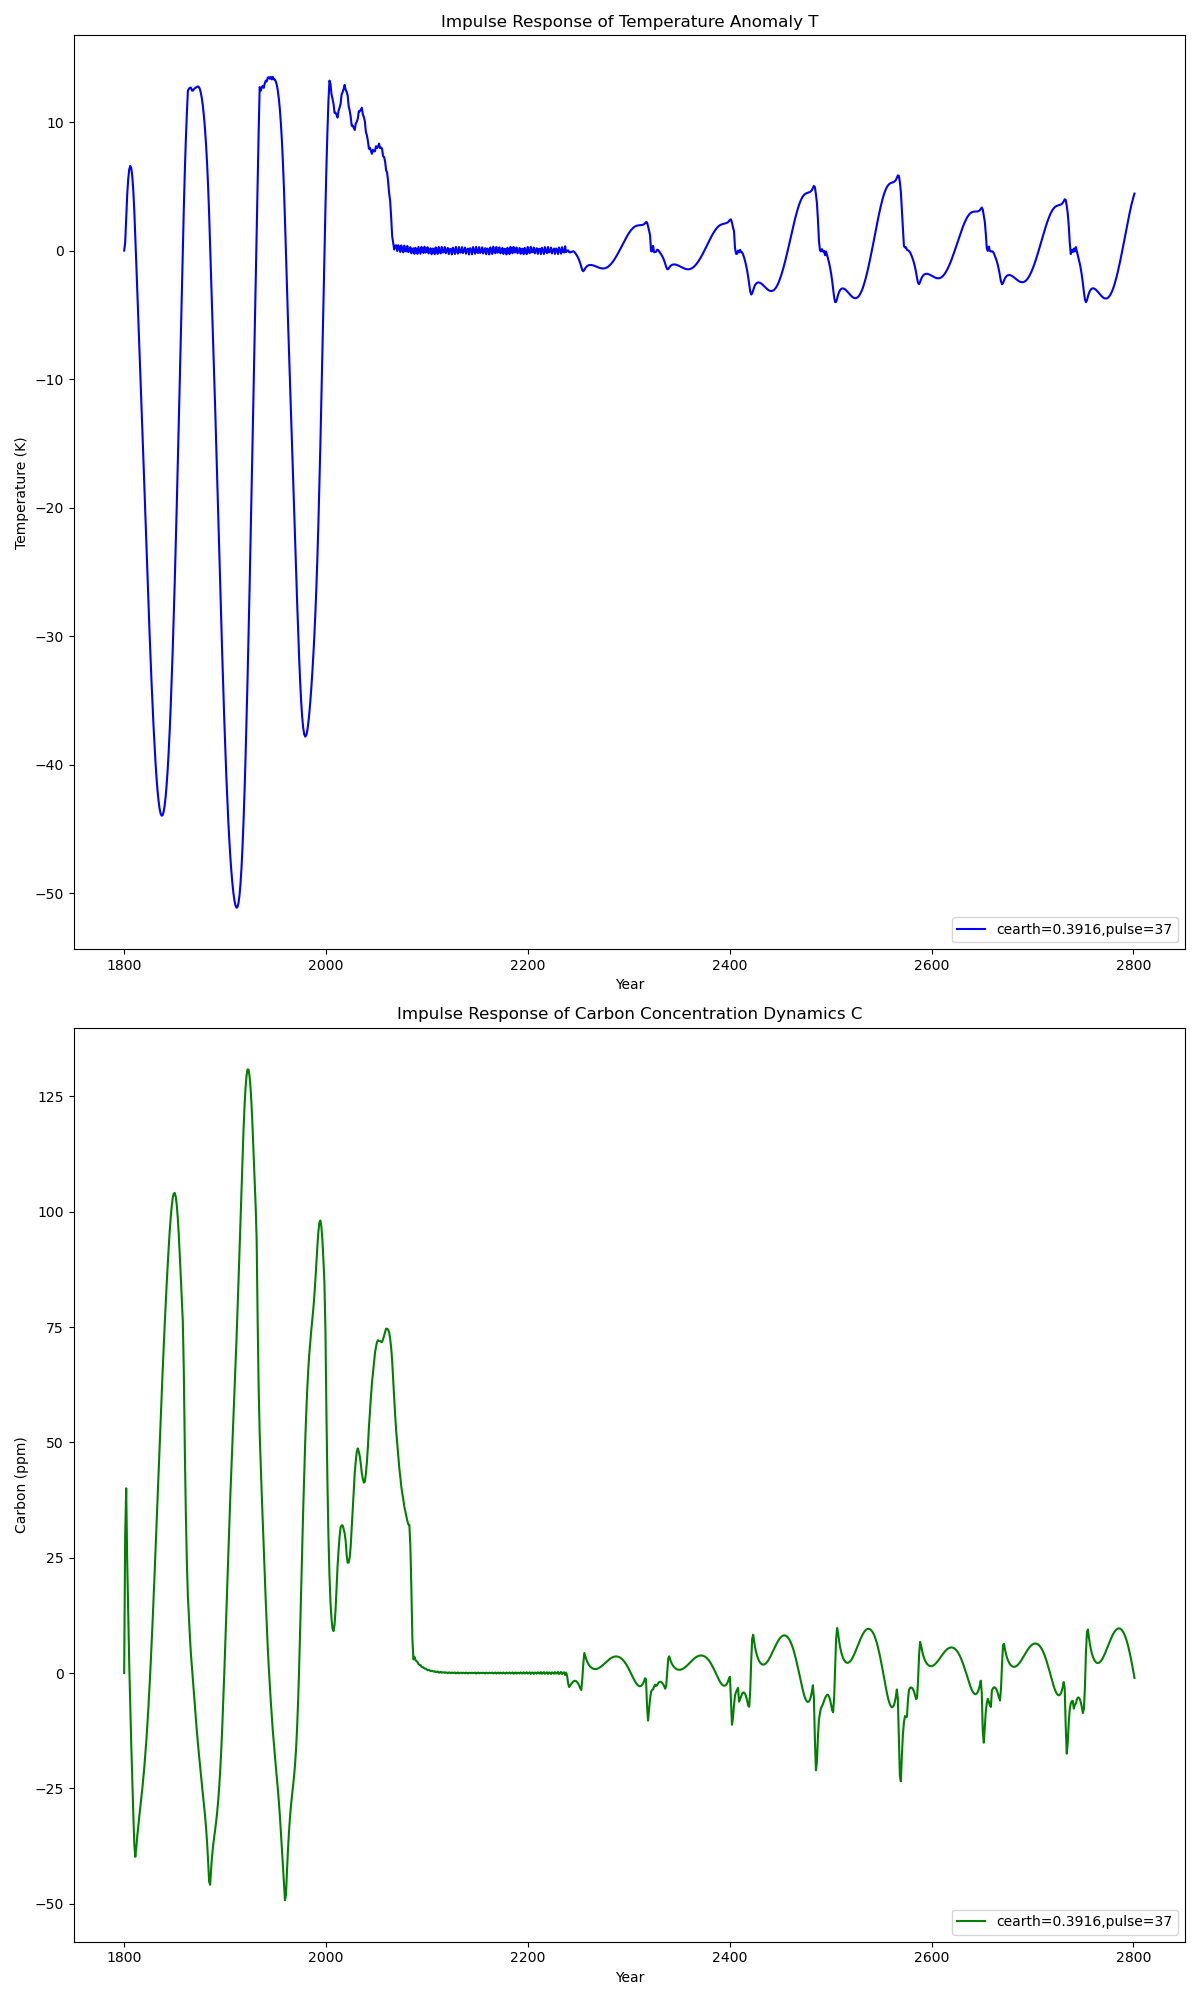 Impulse Response of Temperature Anomaly T
10
0
−10
−20
−30
−40
−50
Temperature (K)
cearth=0.3916,pulse=37
1800 2000 2200 2400 2600 2800
Year
Impulse Response of Carbon Concentration Dynamics C
125
100
75
50
25
0
−25
−50
Carbon (ppm)
cearth=0.3916,pulse=37
1800 2000 2200 2400 2600 2800
Year